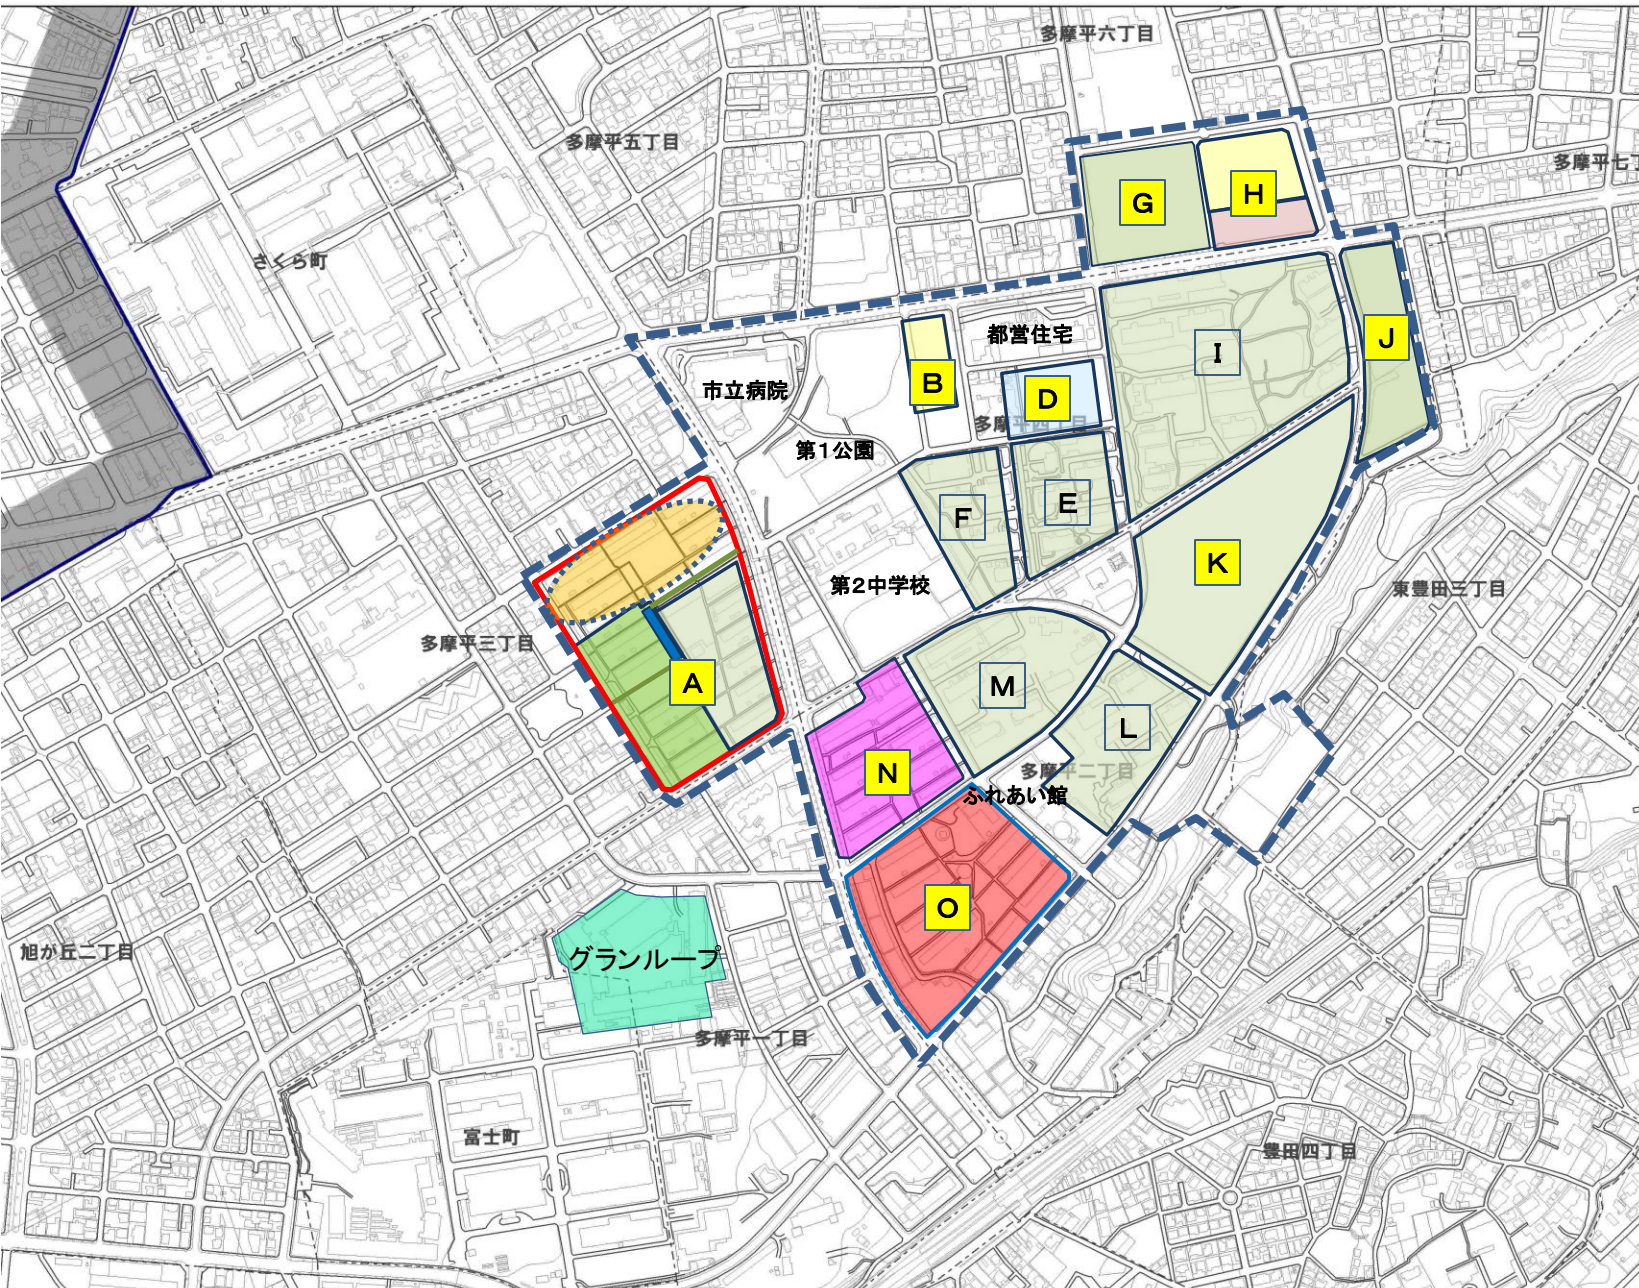 多摩平六丁目
多摩平五丁目
多摩平七丁
G
H
さくら町
都営住宅
I
J
市立病院
B
D
多摩平四丁目
第1公園
F
E
K
第2中学校
東豊田三丁目
多摩平三丁目
A
M
L
N
多摩平二丁目
ふれあい館
O
旭が丘二丁目
グランループ
多摩平一丁目
富士町
豊田四丁目